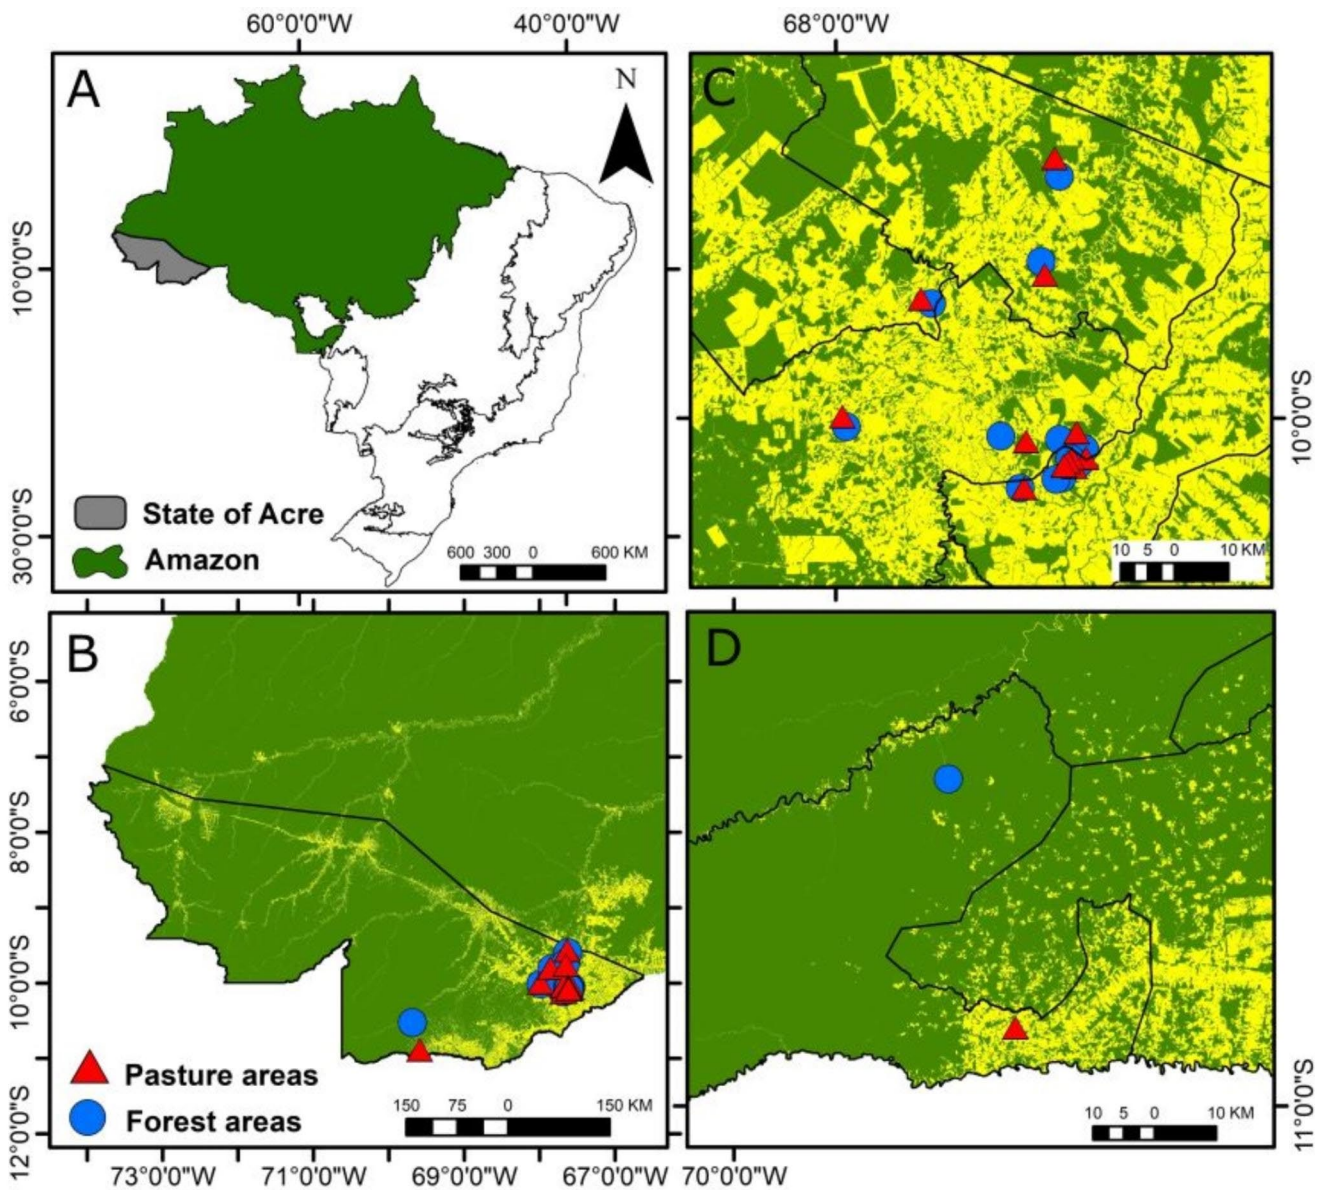 60°0'0"W 40°0'0"W 68°0'0"W
A
N
C
10°0'0"S
10°0'0"S
State of Acre
Amazon
30°0'0"S
600 300 0 600 KM
10 5 0 10 KM
B
D
6°0'0"S
8°0'0"S
10°0'0"S
12°0'0"S
Pasture areas
Forest areas
150 75 0 150 KM
10 5 0 10 KM
11°0'0"S
73°0'0"W 71°0'0"W 69°0'0"W 67°0'0"W 70°0'0"W